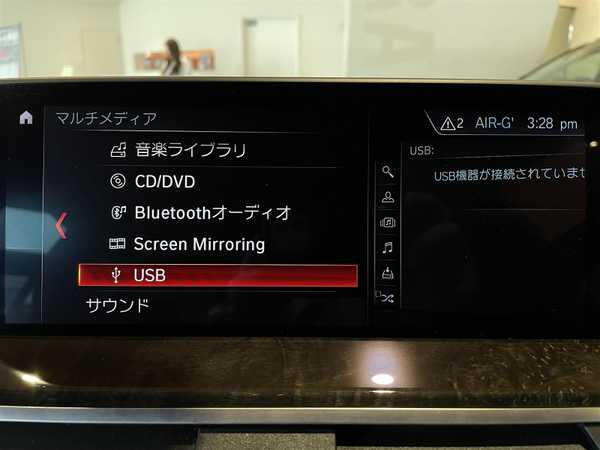 マルチメディア
2 AIR-G' 3:28 pm
音楽ライブラリ
CD/DVD
Bluetoothオーディオ
Screen Mirroring
USB
サウンド
USB:
USB機器が接続されていませ